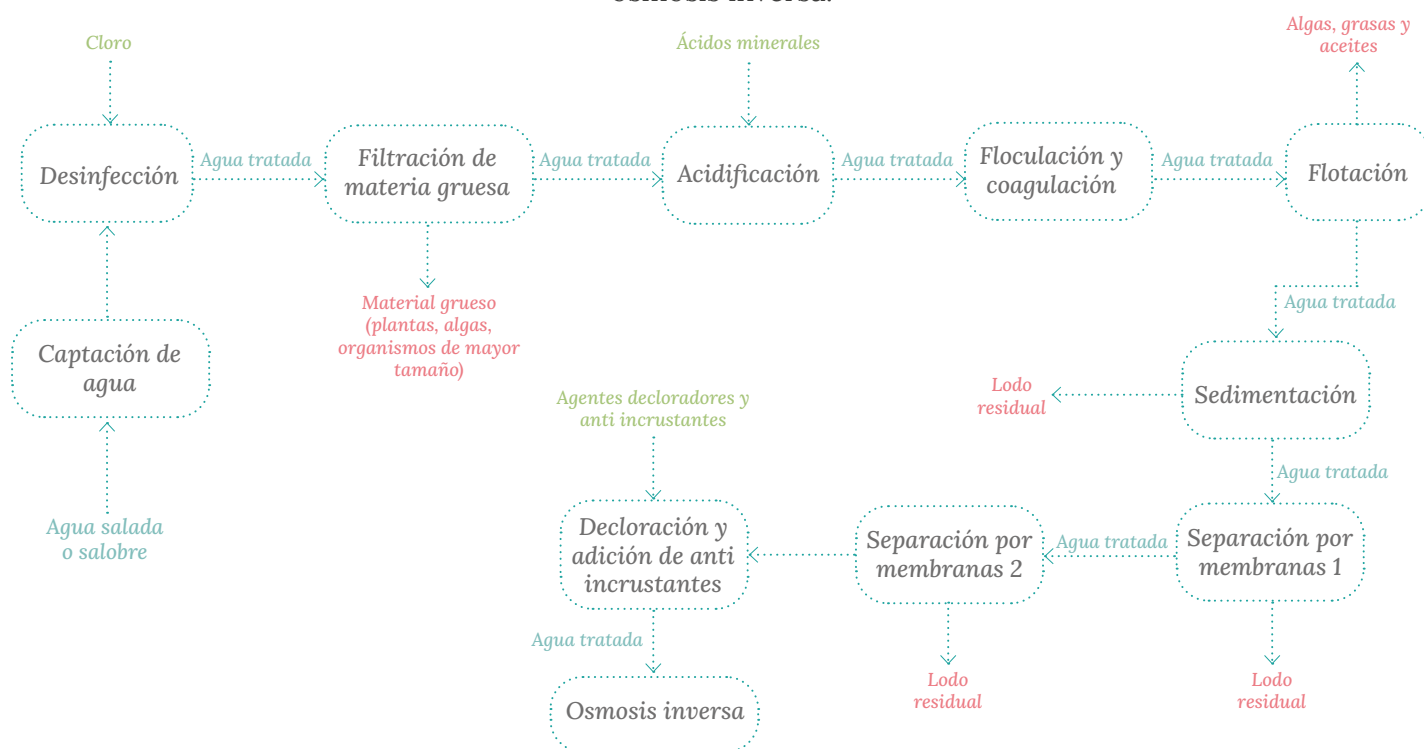 osmosis inversa.
Cloro
Ácidos minerales
Algas, grasas y
aceites
Desinfección
Agua tratada
Filtración de
materia gruesa
Agua tratada
Acidificación
Agua tratada
Floculación y
coagulación
Agua tratada
Flotación
Material grueso
(plantas, algas,
organismos de mayor
tamaño)
Agua tratada
Captación de
agua
Agentes decloradores y
anti incrustantes
Lodo
residual
Sedimentación
Agua tratada
Agua salada
o salobre
Decloración y
adición de anti
incrustantes
Separación por
membranas 2
Agua tratada
Separación por
membranas 1
Agua tratada
Lodo
residual
Lodo
residual
Osmosis inversa